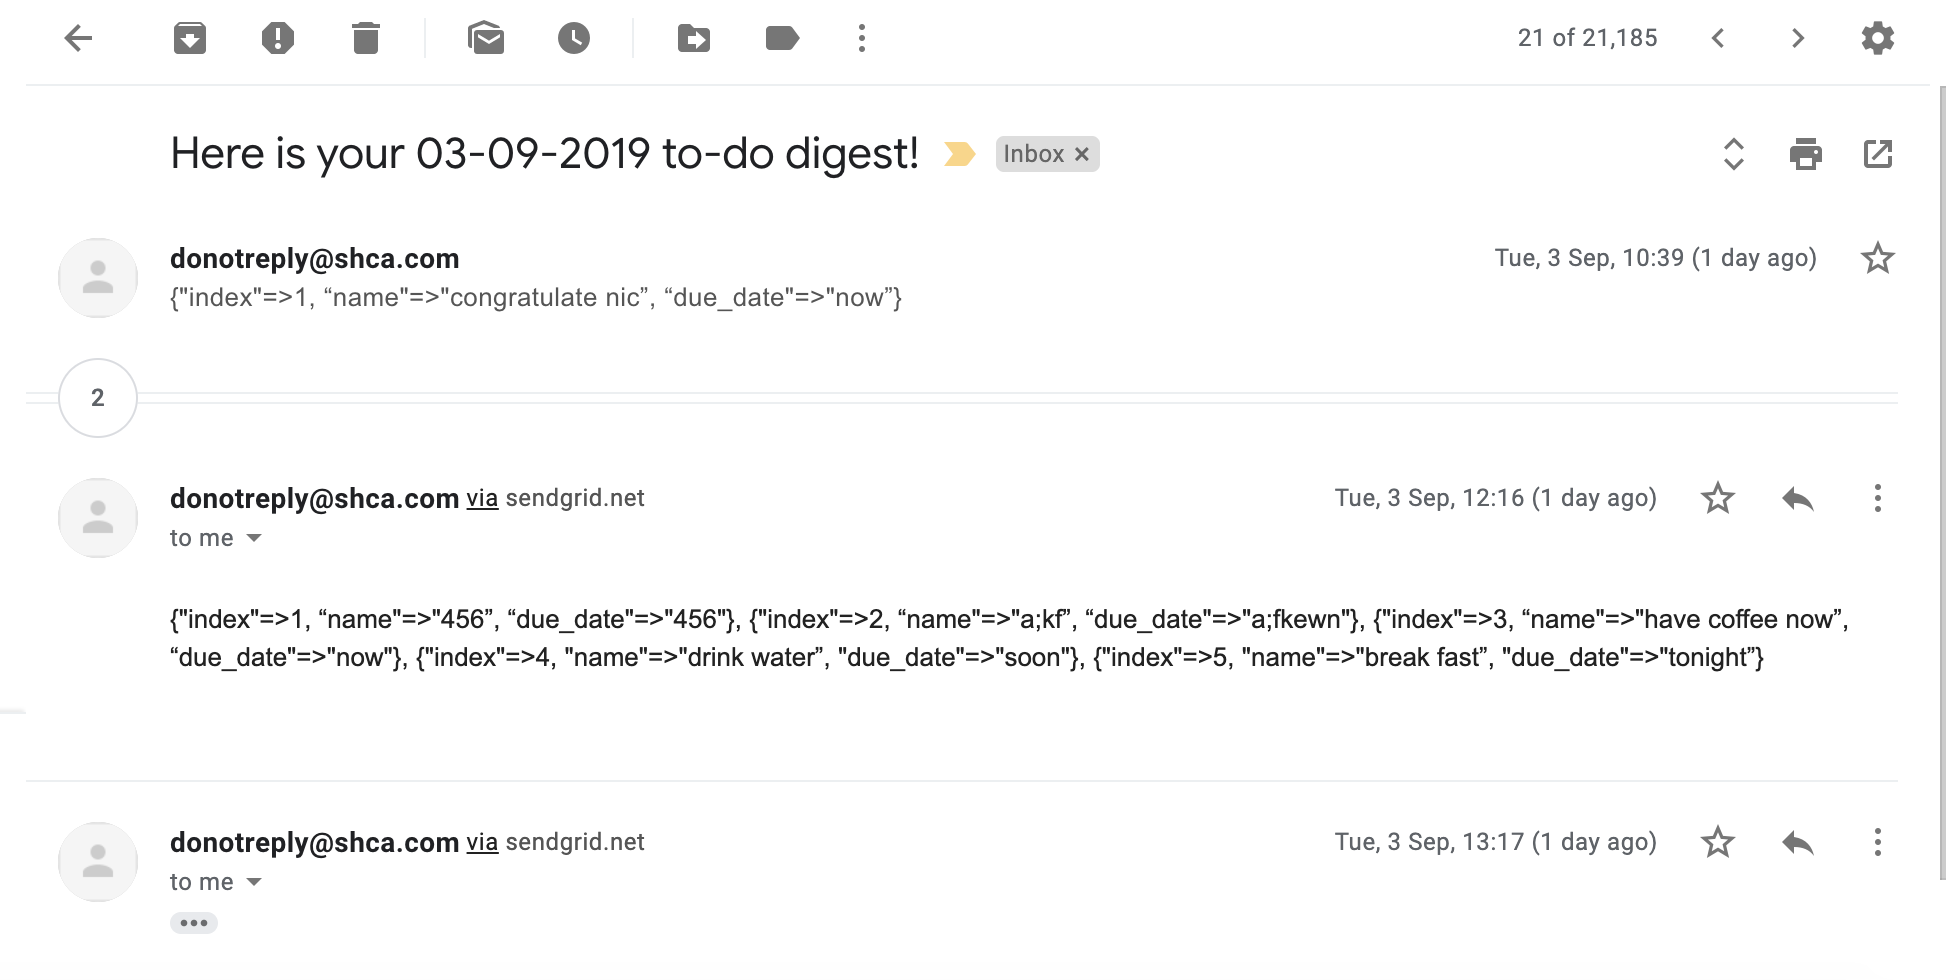 21 of 21,185
Here is your 03-09-2019 to-do digest! Inbox ×
donotreply@shca.com Tue, 3 Sep, 10:39 (1 day ago)
{"index"=>1, “name"=>"congratulate nic”, “due_date"=>"now”}
2
donotreply@shca.com via sendgrid.net Tue, 3 Sep, 12:16 (1 day ago)
to me
{"index"=>1, “name"=>"456”, “due_date"=>"456"}, {"index"=>2, “name"=>"a;kf”, “due_date"=>"a;fkewn"}, {"index"=>3, “name"=>"have coffee now”,
“due_date"=>"now"}, {"index"=>4, "name"=>"drink water”, "due_date"=>"soon"}, {"index"=>5, "name"=>"break fast”, "due_date"=>"tonight”}
donotreply@shca.com via sendgrid.net Tue, 3 Sep, 13:17 (1 day ago)
to me